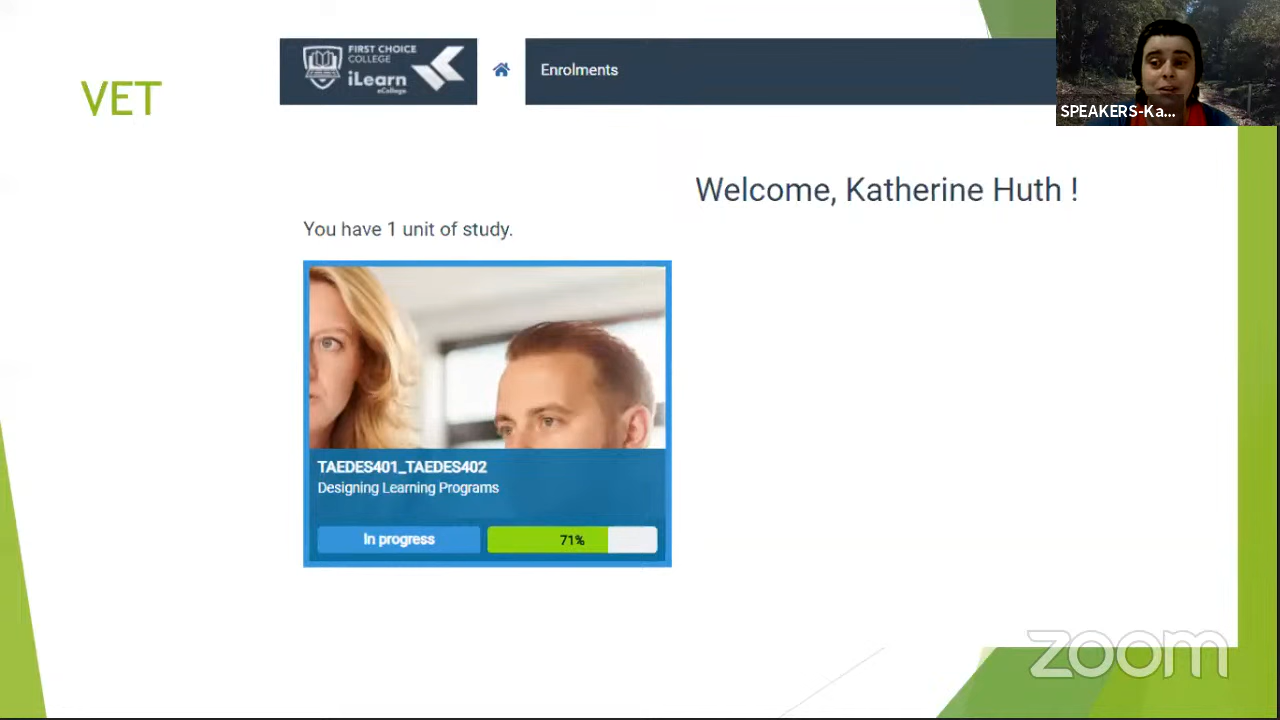 VET
FIRST CHOICE
COLLEGE
iLearn
eCollege
Enrolments
SPEAKERS-Ka...
Welcome, Katherine Huth !
You have 1 unit of study.
TAEDES401_TAEDES402
Designing Learning Programs
In progress
71%
zoom